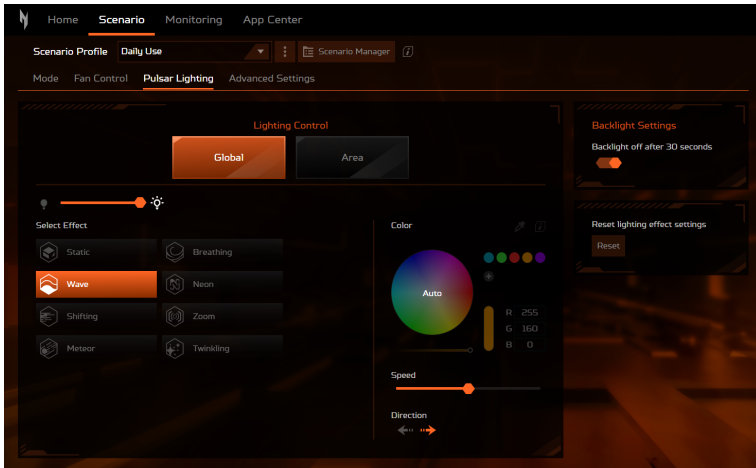 Home Scenario Monitoring App Center
Scenario Profile Daily Use Scenario Manager
Mode Fan Control Pulsar Lighting Advanced Settings
Lighting Control
Global Area
Select Effect
Static Breathing
Wave Neon
Shifting Zoom
Meteor Twinkling
Color
Auto
R 255
G 160
B 0
Speed
Direction
Backlight Settings
Backlight off after 30 seconds
Reset lighting effect settings
Reset